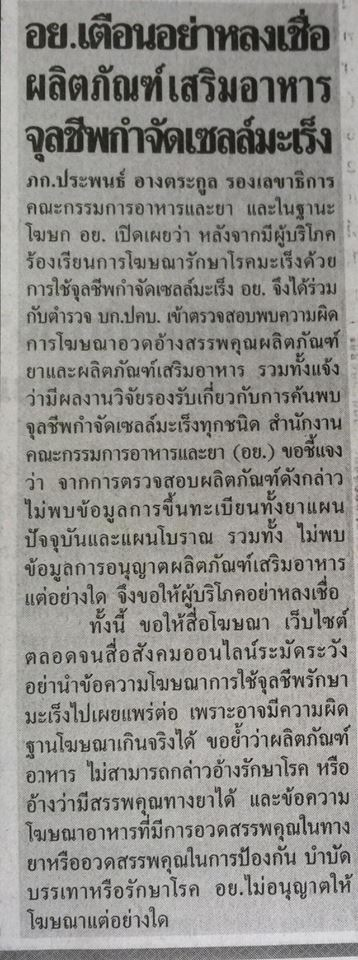 อย.เตือนอย่าหลงเชื่อ
ผลิตภัณฑ์เสริมอาหาร
จุลชีพกำจัดเซลล์มะเร็ง
ภก.ประพนธ์ อางตระกูล รองเลขาธิการ
คณะกรรมการอาหารและยา และในฐานะ
โฆษก อย. เปิดเผยว่า หลังจากมีผู้บริโภค
ร้องเรียนการโฆษณารักษาโรคมะเร็งด้วย
การใช้จุลชีพกำจัดเซลล์มะเร็ง อย. จึงได้ร่วม
กับตำรวจ บก.ปคบ. เข้าตรวจสอบพบความผิด
การโฆษณาอวดอ้างสรรพคุณผลิตภัณฑ์
ยาและผลิตภัณฑ์เสริมอาหาร รวมทั้งแจ้ง
ว่ามีผลงานวิจัยรองรับเกี่ยวกับการค้นพบ
จุลชีพกำจัดเซลล์มะเร็งทุกชนิด สำนักงาน
คณะกรรมการอาหารและยา (อย.) ขอชี้แจง
ว่า จากการตรวจสอบผลิตภัณฑ์ดังกล่าว
ไม่พบข้อมูลการขึ้นทะเบียนทั้งยาแผน
ปัจจุบันและแผนโบราณ รวมทั้ง ไม่พบ
ข้อมูลการอนุญาตผลิตภัณฑ์เสริมอาหาร
แต่อย่างใด จึงขอให้ผู้บริโภคอย่าหลงเชื่อ
ทั้งนี้ ขอให้สื่อโฆษณา เว็บไซต์
ตลอดจนสื่อสังคมออนไลน์ระมัดระวัง
อย่านำข้อความโฆษณาการใช้จุลชีพรักษา
มะเร็งไปเผยแพร่ต่อ เพราะอาจมีความผิด
ฐานโฆษณาเกินจริงได้ ขอย้ำว่าผลิตภัณฑ์
อาหาร ไม่สามารถกล่าวอ้างรักษาโรค หรือ
อ้างว่ามีสรรพคุณทางยาได้ และข้อความ
โฆษณาอาหารที่มีการอวดสรรพคุณในทาง
ยาหรืออวดสรรพคุณในการป้องกัน บำบัด
บรรเทาหรือรักษาโรค อย.ไม่อนุญาตให้
โฆษณาแต่อย่างใด